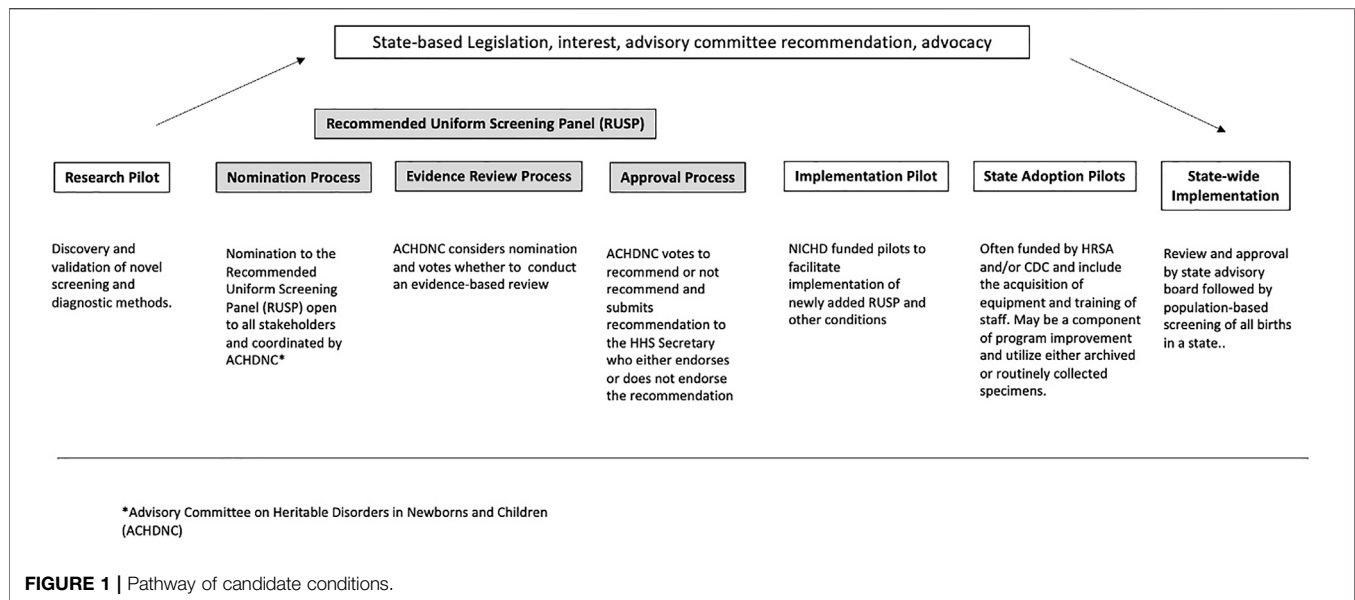 State-based Legislation, interest, advisory committee recommendation, advocacy
Recommended Uniform Screening Panel (RUSP)
Research Pilot
Discovery and
validation of novel
screening and
diagnostic methods.
Nomination Process
Nomination to the
Recommended
Uniform Screening
Panel (RUSP) open
to all stakeholders
and coordinated by
ACHDNC*
Evidence Review Process
ACHDNC considers nomination
and votes whether to conduct
an evidence-based review
Approval Process
ACHDNC votes to
recommend or not
recommend and
submits
recommendation to
the HHS Secretary
who either endorses
or does not endorse
the recommendation
Implementation Pilot
NICHD funded pilots to
facilitate
implementation of
newly added RUSP and
other conditions
State Adoption Pilots
Often funded by HRSA
and/or CDC and include
the acquisition of
equipment and training of
staff. May be a component
of program improvement
and utilize either archived
or routinely collected
specimens.
State-wide
Implementation
Review and approval
by state advisory
board followed by
population-based
screening of all births
in a state..
*Advisory Committee on Heritable Disorders in Newborns and Children
(ACHDNC)
FIGURE 1 | Pathway of candidate conditions.